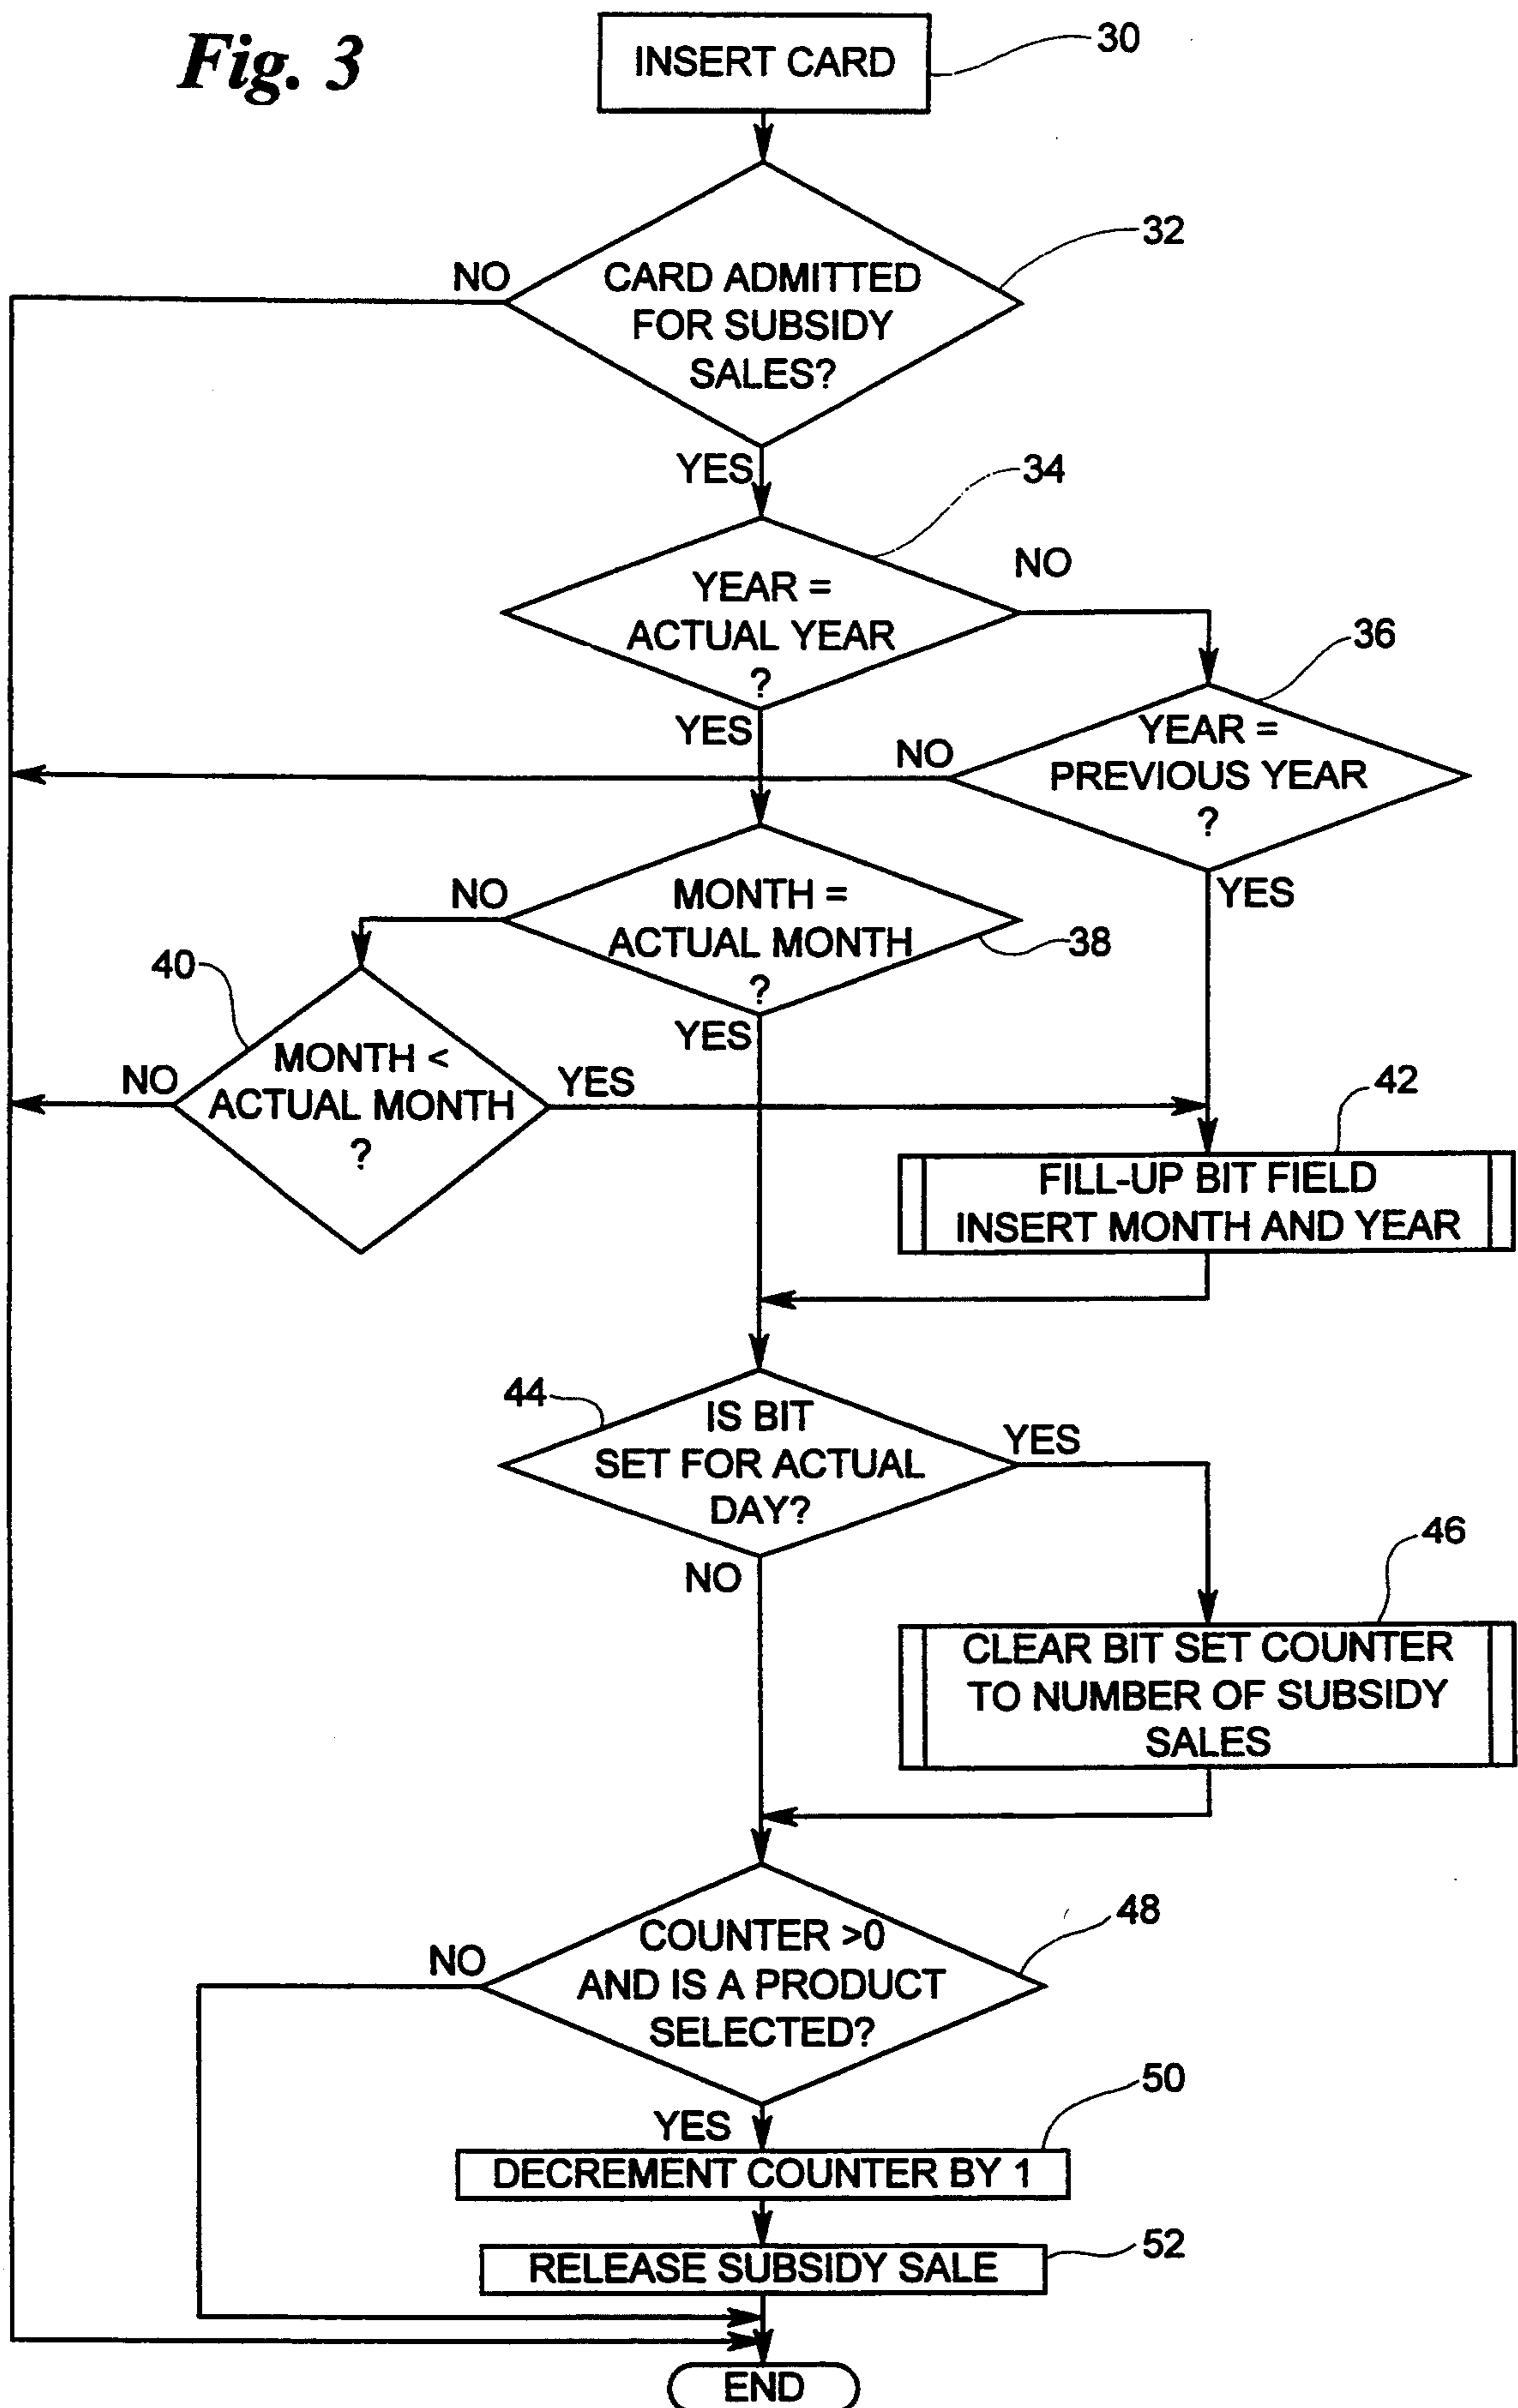 Fig. 3
INSERT CARD
30
32
NO
CARD ADMITTED
FOR SUBSIDY
SALES?
YES
34
NO
YEAR =
ACTUAL YEAR
?
36
YES
NO
YEAR =
PREVIOUS YEAR
?
YES
NO
MONTH =
ACTUAL MONTH
?
38
40
YES
NO
MONTH <
ACTUAL MONTH
?
YES
42
FILL-UP BIT FIELD
INSERT MONTH AND YEAR
44
IS BIT
SET FOR ACTUAL
DAY?
YES
NO
46
CLEAR BIT SET COUNTER
TO NUMBER OF SUBSIDY
SALES
48
NO
COUNTER >0
AND IS A PRODUCT
SELECTED?
50
YES
DECREMENT COUNTER BY 1
52
RELEASE SUBSIDY SALE
END